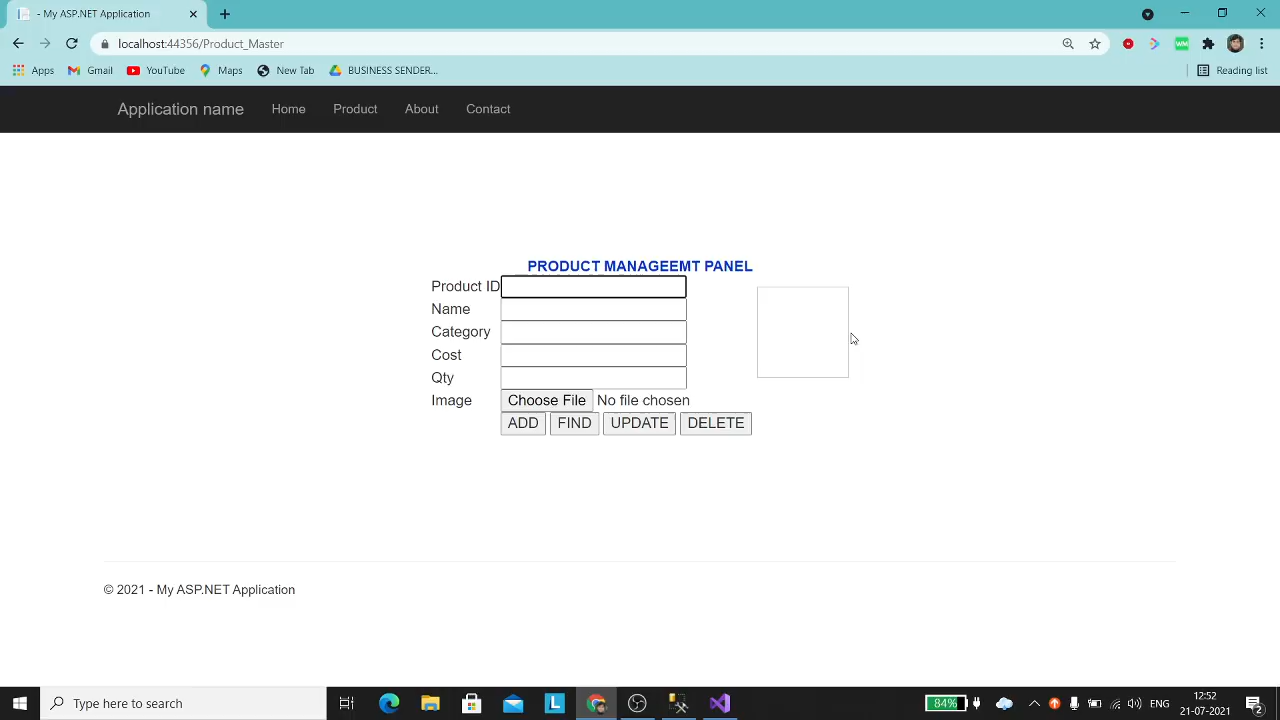 - My ASP.NET Application
localhost:44356/Product_Master
Apps Gmail YouTube Maps New Tab BUSINESS SENDER... Reading list
Application name Home Product About Contact
PRODUCT MANAGEEMT PANEL
Product ID
Name
Category
Cost
Qty
Image Choose File No file chosen
ADD FIND UPDATE DELETE
© 2021 - My ASP.NET Application
Type here to search
84%
ENG
12:52
21-07-2021
2
WM
L